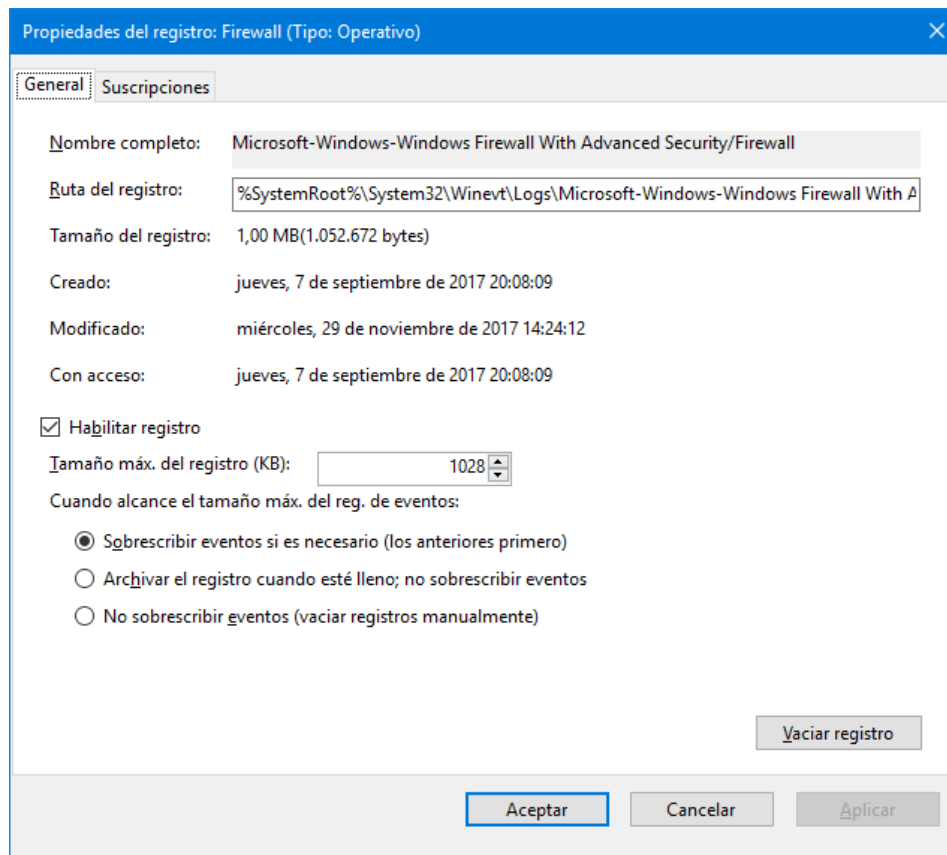 Propiedades del registro: Firewall (Tipo: Operativo)
General Suscripciones
Nombre completo: Microsoft-Windows-Windows Firewall With Advanced Security/Firewall
Ruta del registro: %SystemRoot%\System32\Winevt\Logs\Microsoft-Windows-Windows Firewall With A
Tamaño del registro: 1,00 MB(1.052.672 bytes)
Creado: jueves, 7 de septiembre de 2017 20:08:09
Modificado: miércoles, 29 de noviembre de 2017 14:24:12
Con acceso: jueves, 7 de septiembre de 2017 20:08:09
Habilitar registro
Tamaño máx. del registro (KB): 1028
Cuando alcance el tamaño máx. del reg. de eventos:
Sobrescribir eventos si es necesario (los anteriores primero)
Archivar el registro cuando esté lleno; no sobrescribir eventos
No sobrescribir eventos (vaciar registros manualmente)
Vaciar registro
Aceptar Cancelar Aplicar